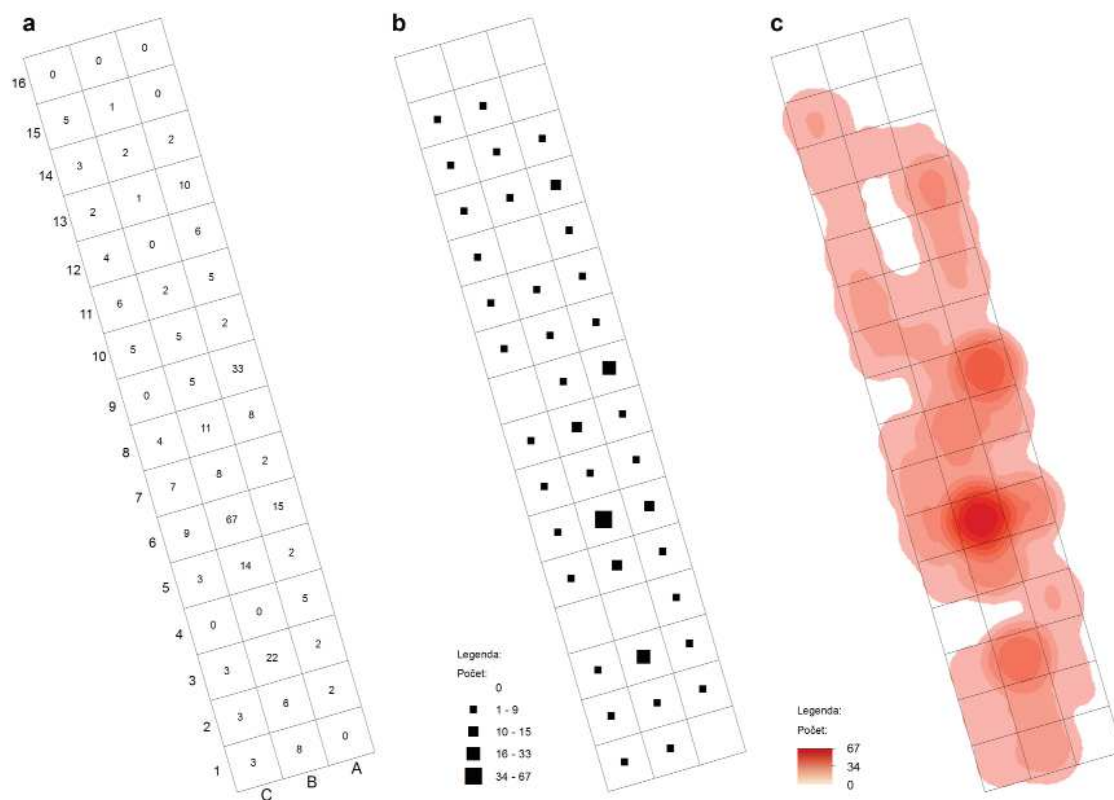 a
16 0 0 0
15 5 1 0
14 3 2 2
13 2 1 10
12 4 0 6
11 6 2 5
10 5 5 2
9 0 5 33
8 4 11 8
7 7 8 2
6 9 67 15
5 3 14 2
4 0 0 5
3 3 22 2
2 3 6 2
1 3 8 0
C B A
b
Legenda:
Počet:
0
1 - 9
10 - 15
16 - 33
34 - 67
c
Legenda:
Počet:
67
34
0